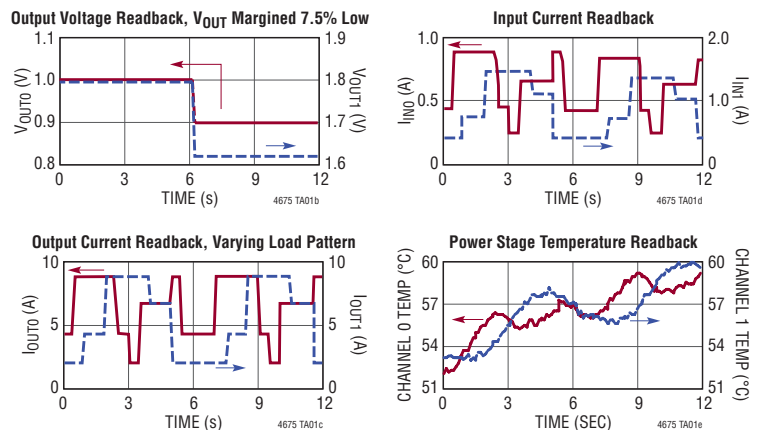 Output Voltage Readback, VOUT Margined 7.5% Low
1.1
1.0
0.9
0.8
VOUT0 (V)
1.9
1.8
1.7
1.6
VOUT1 (V)
0 3 6 9 12
TIME (s)
4675 TA01b
Input Current Readback
1.0
0.5
0
IIN0 (A)
2.0
1.0
0
IIN1 (A)
0 3 6 9 12
TIME (s)
4675 TA01d
Output Current Readback, Varying Load Pattern
10
5
0
IOUT0 (A)
10
5
0
IOUT1 (A)
0 3 6 9 12
TIME (s)
4675 TA01c
Power Stage Temperature Readback
60
57
54
51
CHANNEL 0 TEMP (°C)
60
57
54
51
CHANNEL 1 TEMP (°C)
0 3 6 9 12
TIME (SEC)
4675 TA01e